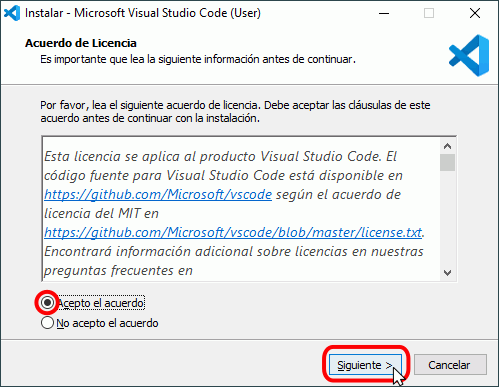 Instalar - Microsoft Visual Studio Code (User)
Acuerdo de Licencia
Es importante que lea la siguiente información antes de continuar.
Por favor, lea el siguiente acuerdo de licencia. Debe aceptar las cláusulas de este
acuerdo antes de continuar con la instalación.
Esta licencia se aplica al producto Visual Studio Code. El
código fuente para Visual Studio Code está disponible en
https://github.com/Microsoft/vscode según el acuerdo de
licencia del MIT en
https://github.com/Microsoft/vscode/blob/master/license.txt.
Encontrará información adicional sobre licencias en nuestras
preguntas frecuentes en
Acepto el acuerdo
No acepto el acuerdo
Siguiente > Cancelar